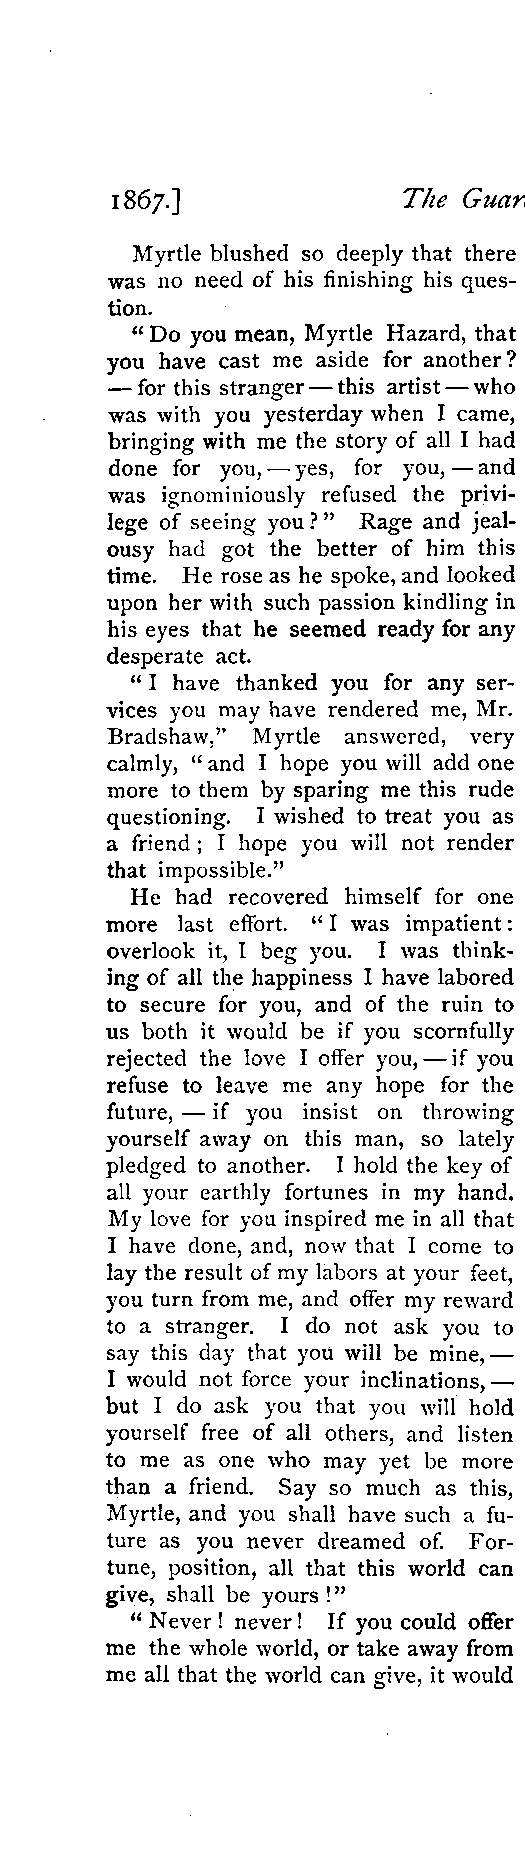 1867.] The Guar
Myrtle blushed so deeply that there
was no need of his finishing his ques-
tion.
“Do you mean, Myrtle Hazard, that
you have cast me aside for another?
— for this stranger — this artist — who
was with you yesterday when I came,
bringing with me the story of all I had
done for you, — yes, for you, — and
was ignominiously refused the privi-
lege of seeing you?” Rage and jeal-
ousy had got the better of him this
time. He rose as he spoke, and looked
upon her with such passion kindling in
his eyes that he seemed ready for any
desperate act.
“I have thanked you for any ser-
vices you may have rendered me, Mr.
Bradshaw,” Myrtle answered, very
calmly, “and I hope you will add one
more to them by sparing me this rude
questioning. I wished to treat you as
a friend; I hope you will not render
that impossible.”
He had recovered himself for one
more last effort. “I was impatient:
overlook it, I beg you. I was think-
ing of all the happiness I have labored
to secure for you, and of the ruin to
us both it would be if you scornfully
rejected the love I offer you, — if you
refuse to leave me any hope for the
future, — if you insist on throwing
yourself away on this man, so lately
pledged to another. I hold the key of
all your earthly fortunes in my hand.
My love for you inspired me in all that
I have done, and, now that I come to
lay the result of my labors at your feet,
you turn from me, and offer my reward
to a stranger. I do not ask you to
say this day that you will be mine, —
I would not force your inclinations, —
but I do ask you that you will hold
yourself free of all others, and listen
to me as one who may yet be more
than a friend. Say so much as this,
Myrtle, and you shall have such a fu-
ture as you never dreamed of. For-
tune, position, all that this world can
give, shall be yours!”
“Never! never! If you could offer
me the whole world, or take away from
me all that the world can give, it would